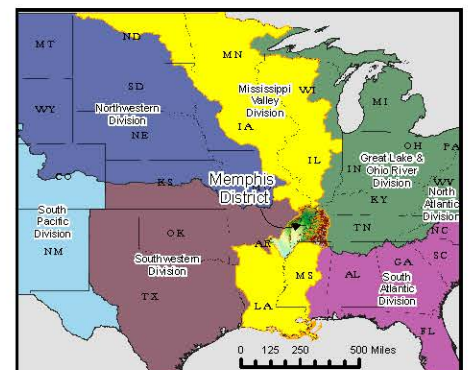 ND
MT
MN
SD
Mississippi
Valley
Division
WI
MI
WY
Northwestern
Division
NE
IA
OH
PA
IL
IN
Great Lake &
Ohio River
Division
WV
North
Atlantic
Division
CO
KS
Memphis
District
KY
South
Pacific
Division
NM
OK
AR
TN
NC
SC
Southwestern
Division
MS
AL
GA
South
Atlantic
Division
TX
LA
FL
0 125 250 500 Miles